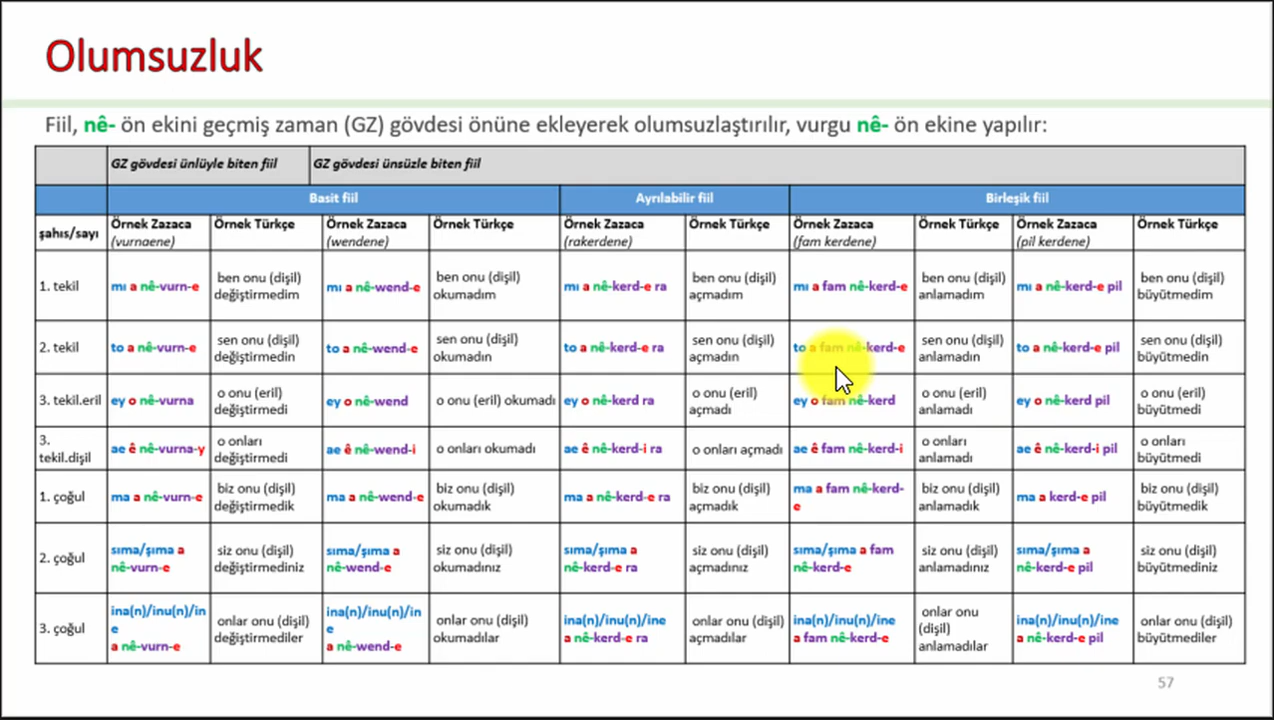 Olumsuzluk
Fiil, nê- ön ekini geçmiş zaman (GZ) gövdesi önüne ekleyerek olumsuzlaştırılır, vurgu nê- ön ekine yapılır:
GZ gövdesi ünlüyle biten fiil GZ gövdesi ünsüzle biten fiil
Basit fiil Ayrılabilir fiil Birleşik fiil
şahıs/sayı Örnek Zazaca (vurnaene) Örnek Türkçe Örnek Zazaca (wendene) Örnek Türkçe Örnek Zazaca (rakerdene) Örnek Türkçe Örnek Zazaca (fam kerdene) Örnek Türkçe Örnek Zazaca (pil kerdene) Örnek Türkçe
1. tekil mı a nê-vurn-e ben onu (dişil) değiştirmedim mı a nê-wend-e ben onu (dişil) okumadım mı a nê-kerd-e ra ben onu (dişil) açmadım mı a fam nê-kerd-e ben onu (dişil) anlamadım mı a nê-kerd-e pil ben onu (dişil) büyütmedim
2. tekil to a nê-vurn-e sen onu (dişil) değiştirmedin to a nê-wend-e sen onu (dişil) okumadın to a nê-kerd-e ra sen onu (dişil) açmadın to a fam nê-kerd-e sen onu (dişil) anlamadın to a nê-kerd-e pil sen onu (dişil) büyütmedin
3. tekil.eril ey o nê-vurna o onu (eril) değiştirmedi ey o nê-wend o onu (eril) okumadı ey o nê-kerd ra o onu (eril) açmadı ey o fam nê-kerd o onu (eril) anlamadı ey o nê-kerd pil o onu (eril) büyütmedi
3. tekil.dişil ae ê nê-vurna-y o onları değiştirmedi ae ê nê-wend-i o onları okumadı ae ê nê-kerd-i ra o onları açmadı ae ê fam nê-kerd-i o onları anlamadı ae ê nê-kerd-i pil o onları büyütmedi
1. çoğul ma a nê-vurn-e biz onu (dişil) değiştirmedik ma a nê-wend-e biz onu (dişil) okumadık ma a nê-kerd-e ra biz onu (dişil) açmadık ma a fam nê-kerd-e biz onu (dişil) anlamadık ma a kerd-e pil biz onu (dişil) büyütmedik
2. çoğul sıma/şıma a nê-vurn-e siz onu (dişil) değiştirmediniz sıma/şıma a nê-wend-e siz onu (dişil) okumadınız sıma/şıma a nê-kerd-e ra siz onu (dişil) açmadınız sıma/şıma a fam nê-kerd-e siz onu (dişil) anlamadınız sıma/şıma a nê-kerd-e pil siz onu (dişil) büyütmediniz
3. çoğul ina(n)/inu(n)/ine a nê-vurn-e onlar onu (dişil) değiştirmediler ina(n)/inu(n)/ine a nê-wend-e onlar onu (dişil) okumadılar ina(n)/inu(n)/ine a nê-kerd-e ra onlar onu (dişil) açmadılar ina(n)/inu(n)/ine a fam nê-kerd-e onlar onu (dişil) anlamadılar ina(n)/inu(n)/ine a nê-kerd-e pil onlar onu (dişil) büyütmediler
57